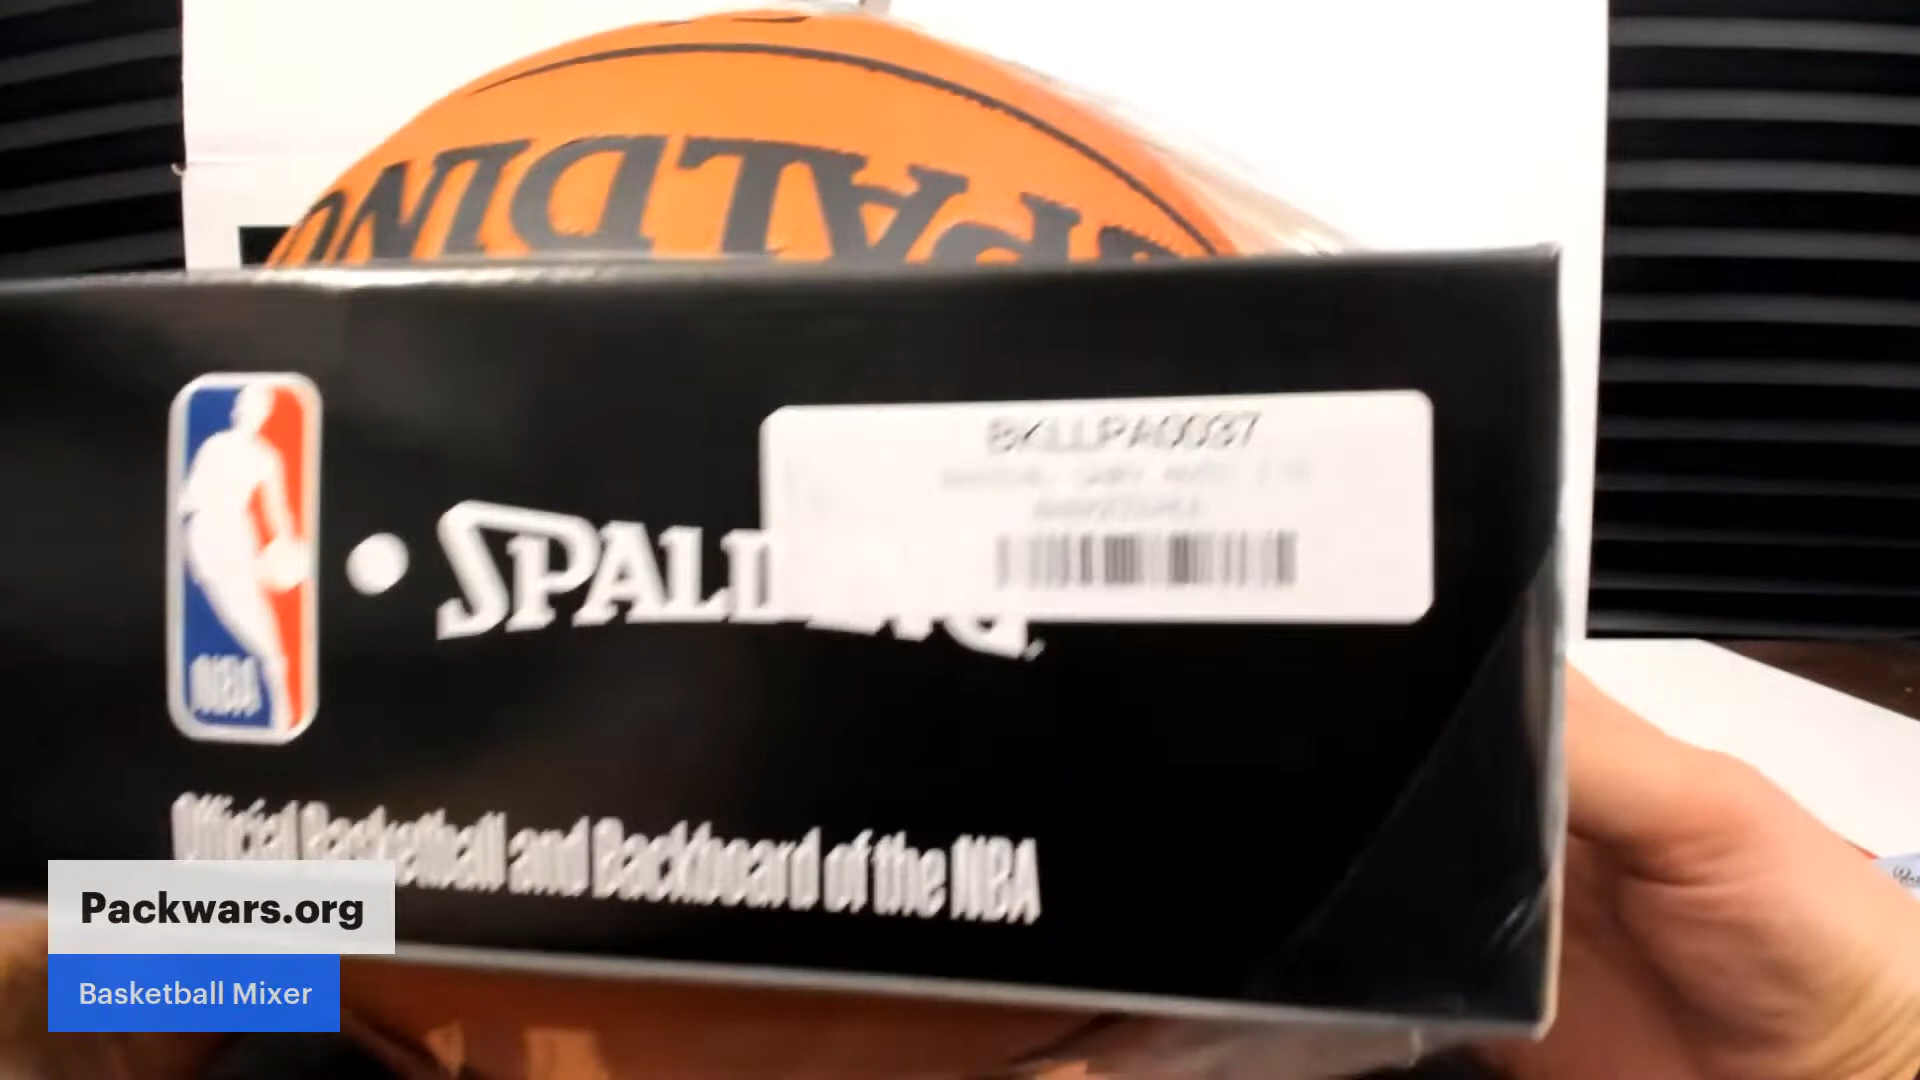 SPALDING
BKLLPA0037
NBA
SPALDING
Official Basketball and Backboard of the NBA
Packwars.org
Basketball Mixer